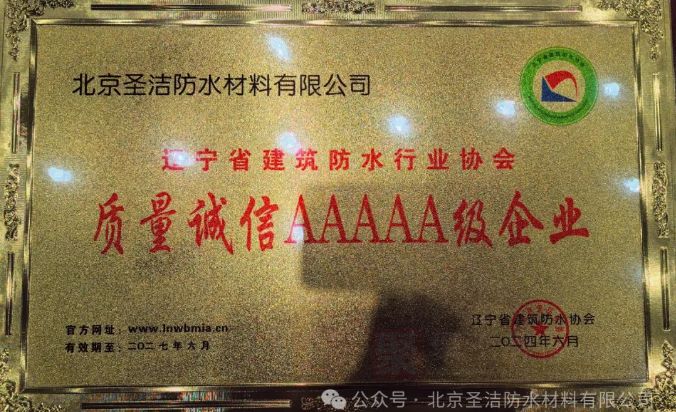 北京圣洁防水材料有限公司
辽宁省建筑防水行业协会
质量诚信AAAAA级企业
官方网址：www.lnwbmia.cn
有效期至：二〇二七年六月
辽宁省建筑防水协会
二〇二四年六月
公众号·北京圣洁防水材料有限公司